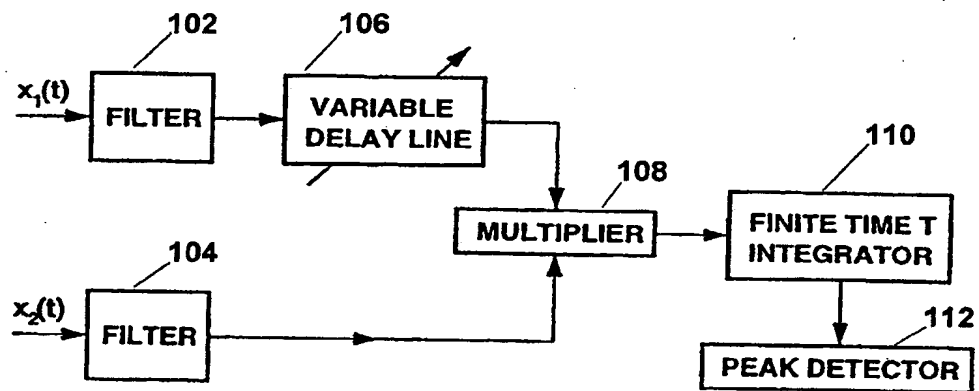 102
106
x₁(t)
FILTER
VARIABLE
DELAY LINE
108
110
MULTIPLIER
FINITE TIME T
INTEGRATOR
104
x₂(t)
FILTER
112
PEAK DETECTOR